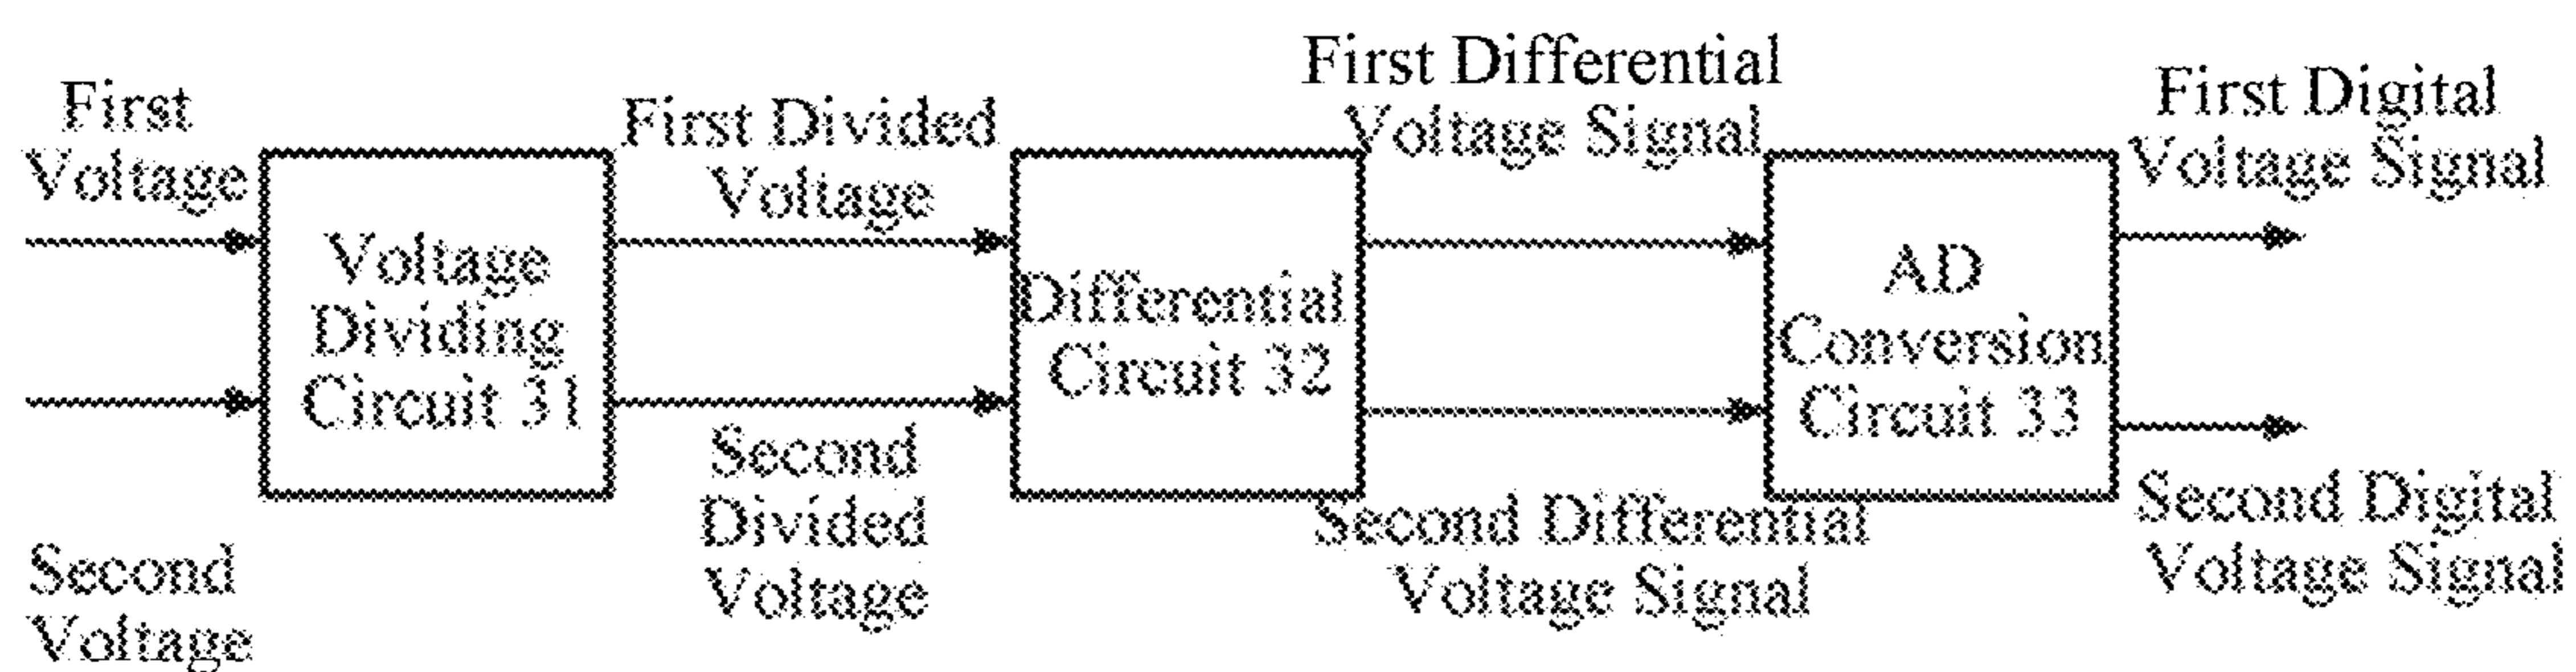 First
Voltage
Second
Voltage
Voltage
Dividing
Circuit 31
First Divided
Voltage
Second
Divided
Voltage
Differential
Circuit 32
First Differential
Voltage Signal
Second Differential
Voltage Signal
AD
Conversion
Circuit 33
First Digital
Voltage Signal
Second Digital
Voltage Signal